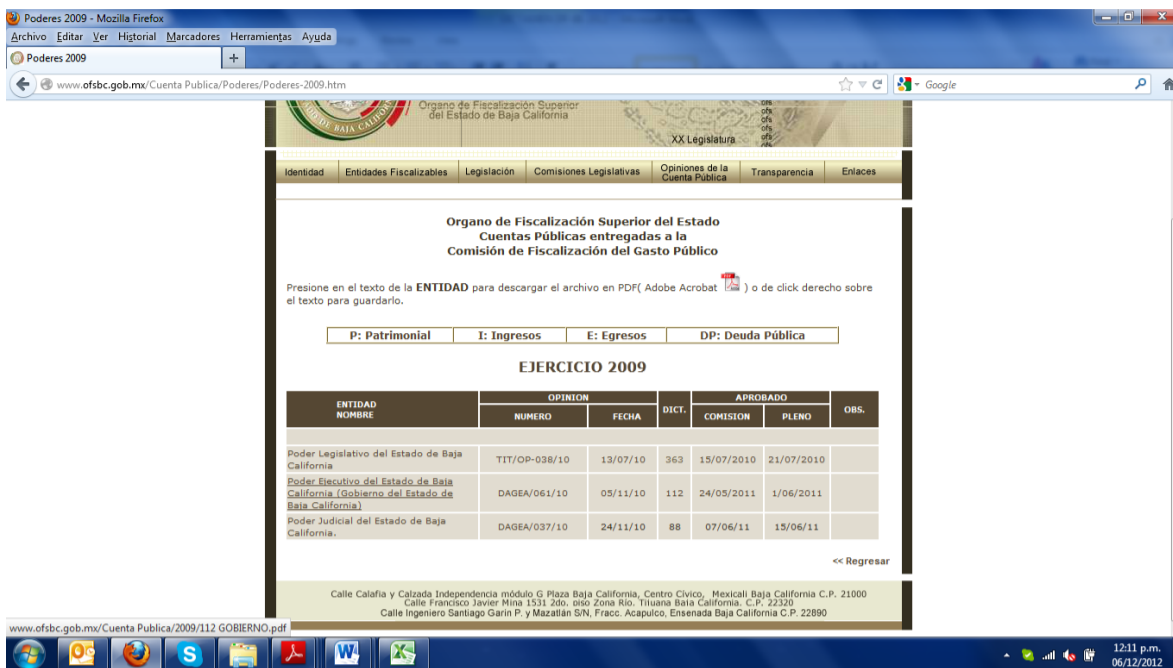 Poderes 2009 - Mozilla Firefox
Archivo Editar Ver Historial Marcadores Herramientas Ayuda
Poderes 2009
www.ofsbc.gob.mx/Cuenta Publica/Poderes/Poderes-2009.htm
Google
DE BAJA CALIFO
Organo de Fiscalización Superior
del Estado de Baja California
ofs
ofs
ofs
ofs
XX Legislatura
Identidad Entidades Fiscalizables Legislación Comisiones Legislativas Opiniones de la Cuenta Pública Transparencia Enlaces
Organo de Fiscalización Superior del Estado
Cuentas Públicas entregadas a la
Comisión de Fiscalización del Gasto Público
Presione en el texto de la ENTIDAD para descargar el archivo en PDF( Adobe Acrobat ) o de click derecho sobre
el texto para guardarlo.
P: Patrimonial I: Ingresos E: Egresos DP: Deuda Pública
EJERCICIO 2009
ENTIDAD
NOMBRE
OPINION
NUMERO FECHA
DICT.
APROBADO
COMISION PLENO
OBS.
Poder Legislativo del Estado de Baja
California
TIT/OP-038/10 13/07/10 363 15/07/2010 21/07/2010
Poder Ejecutivo del Estado de Baja
California (Gobierno del Estado de
Baja California)
DAGEA/061/10 05/11/10 112 24/05/2011 1/06/2011
Poder Judicial del Estado de Baja
California.
DAGEA/037/10 24/11/10 88 07/06/11 15/06/11
<< Regresar
Calle Calafia y Calzada Independencia módulo G Plaza Baja California, Centro Cívico, Mexicali Baja California C.P. 21000
Calle Francisco Javier Mina 1531 2do. piso Zona Río. Tijuana Baja California. C.P. 22320
Calle Ingeniero Santiago Garin P. y Mazatlán S/N, Fracc. Acapulco, Ensenada Baja California C.P. 22890
www.ofsbc.gob.mx/Cuenta Publica/2009/112 GOBIERNO.pdf
12:11 p.m.
06/12/2012